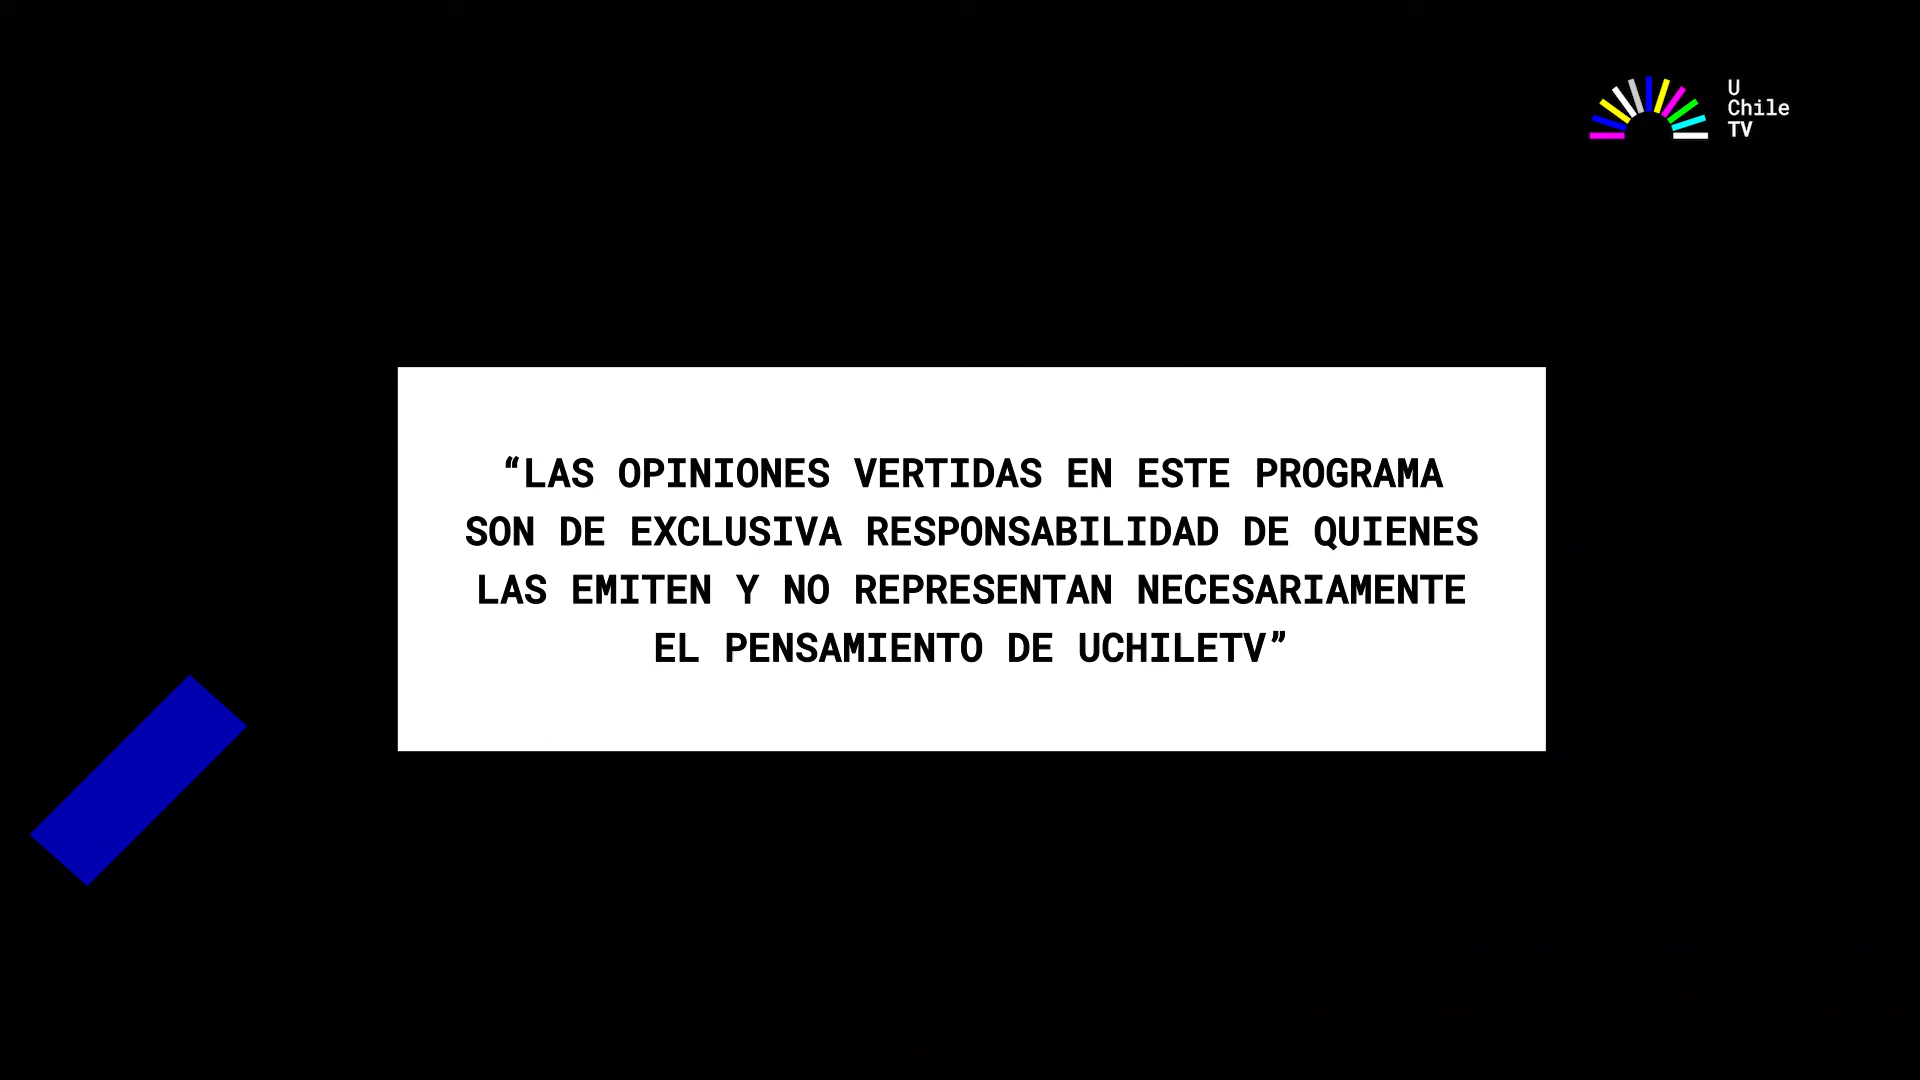 U
Chile
TV
“LAS OPINIONES VERTIDAS EN ESTE PROGRAMA
SON DE EXCLUSIVA RESPONSABILIDAD DE QUIENES
LAS EMITEN Y NO REPRESENTAN NECESARIAMENTE
EL PENSAMIENTO DE UCHILETV”